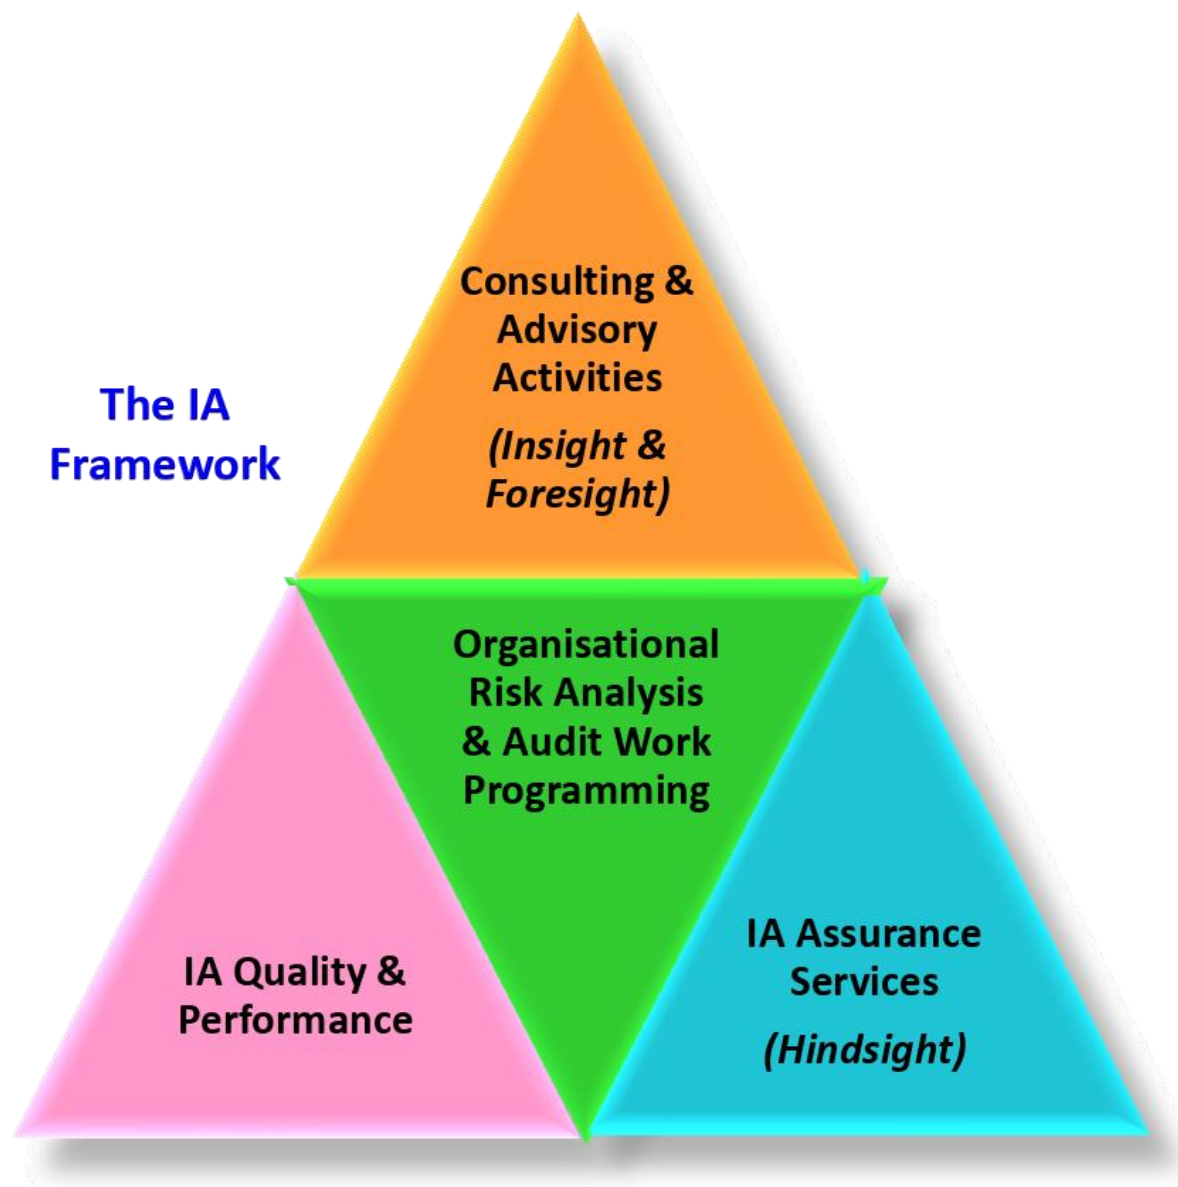 Consulting &
Advisory
Activities
(Insight &
Foresight)
The IA
Framework
Organisational
Risk Analysis
& Audit Work
Programming
IA Quality &
Performance
IA Assurance
Services
(Hindsight)